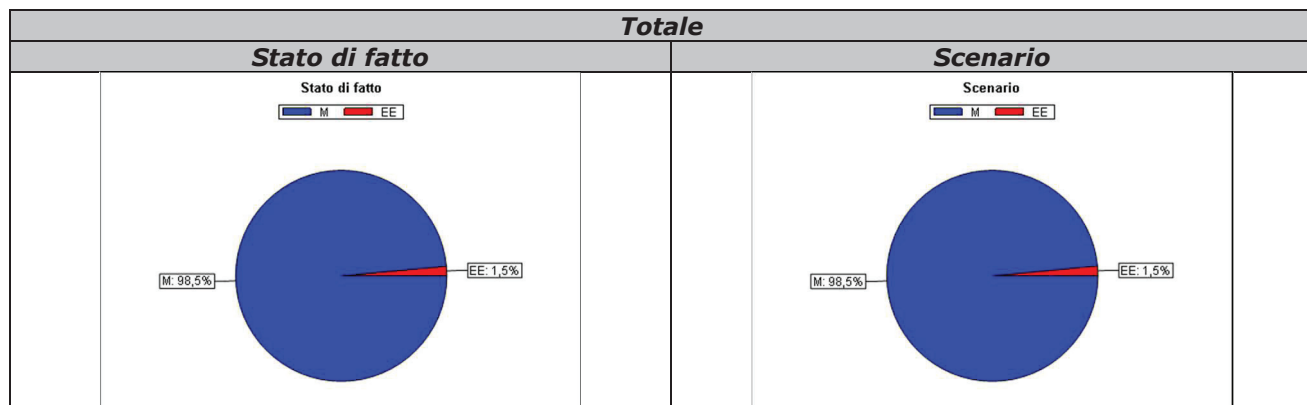 Totale
Stato di fatto
Scenario
Stato di fatto
M EE
M: 98,5%
EE: 1,5%
Scenario
M EE
M: 98,5%
EE: 1,5%